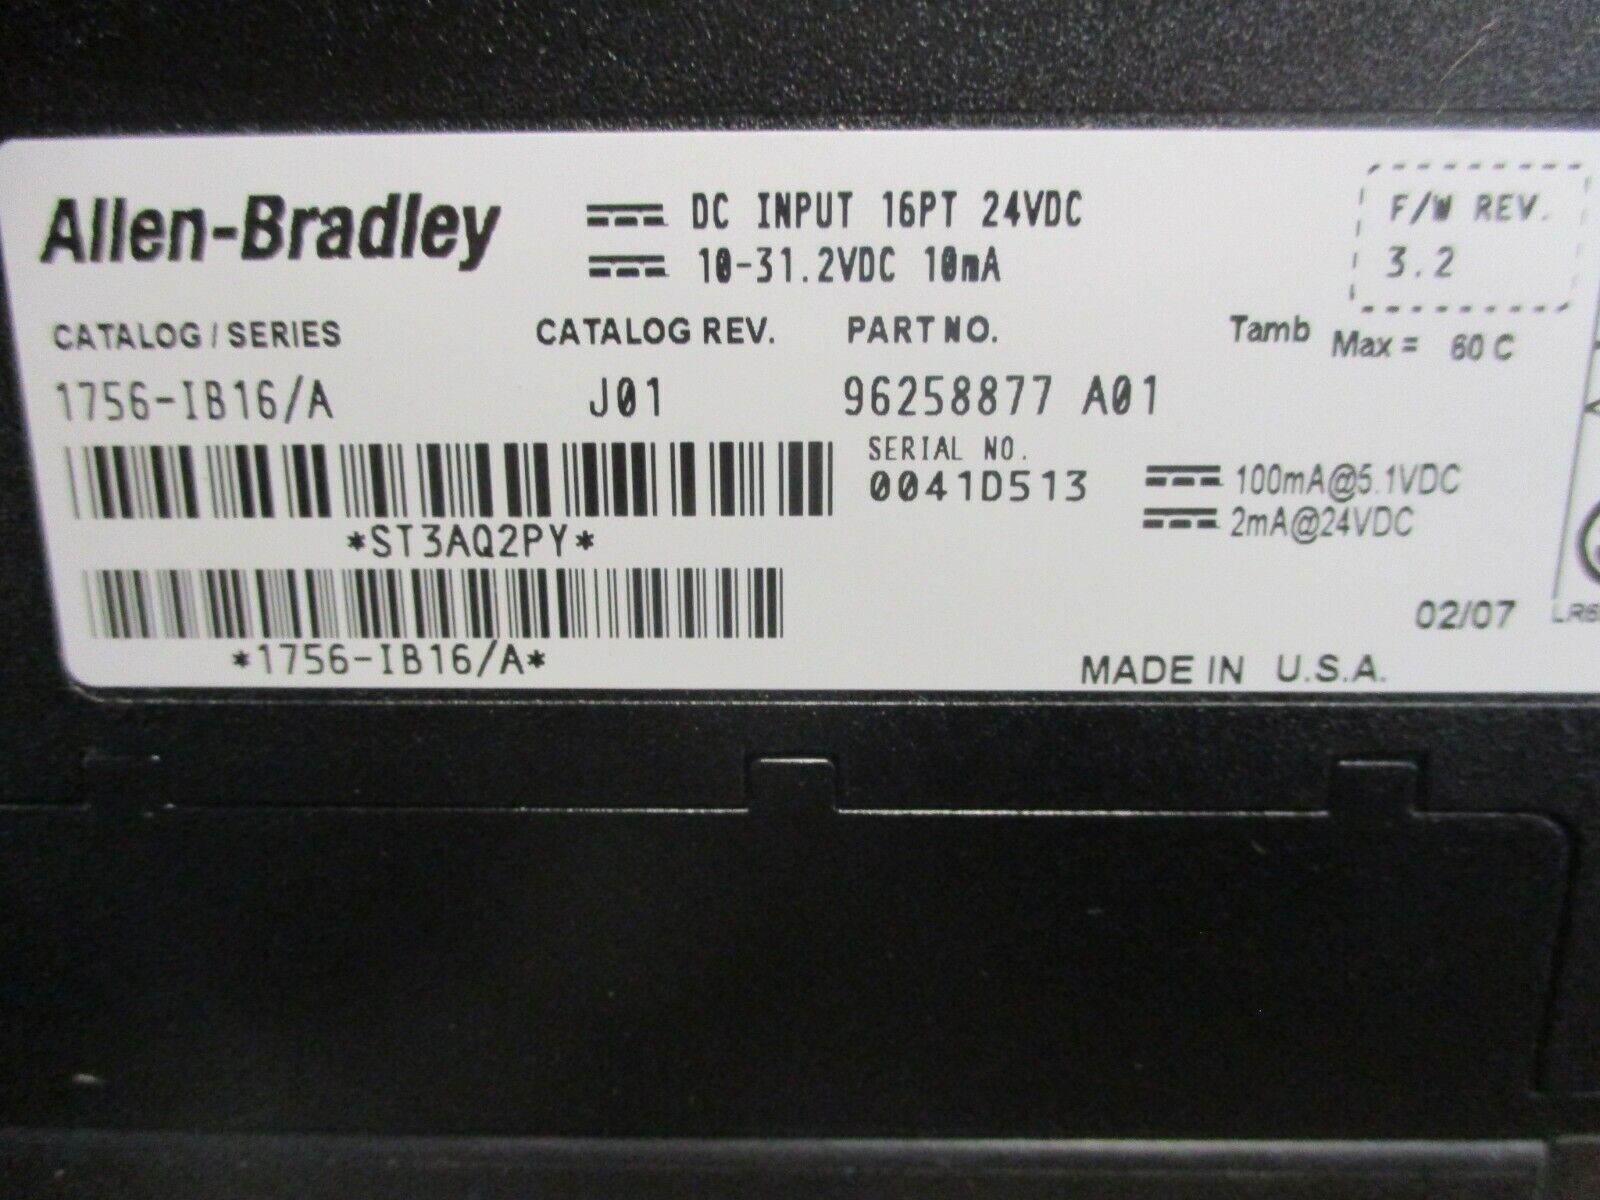 Allen-Bradley
DC INPUT 16PT 24VDC
10-31.2VDC 10mA
F/W REV.
3.2
CATALOG / SERIES
CATALOG REV.
PART NO.
Tamb Max = 60 C
1756-IB16/A
J01
96258877 A01
SERIAL NO.
0041D513
100mA@5.1VDC
2mA@24VDC
*ST3AQ2PY*
*1756-IB16/A*
02/07
MADE IN U.S.A.